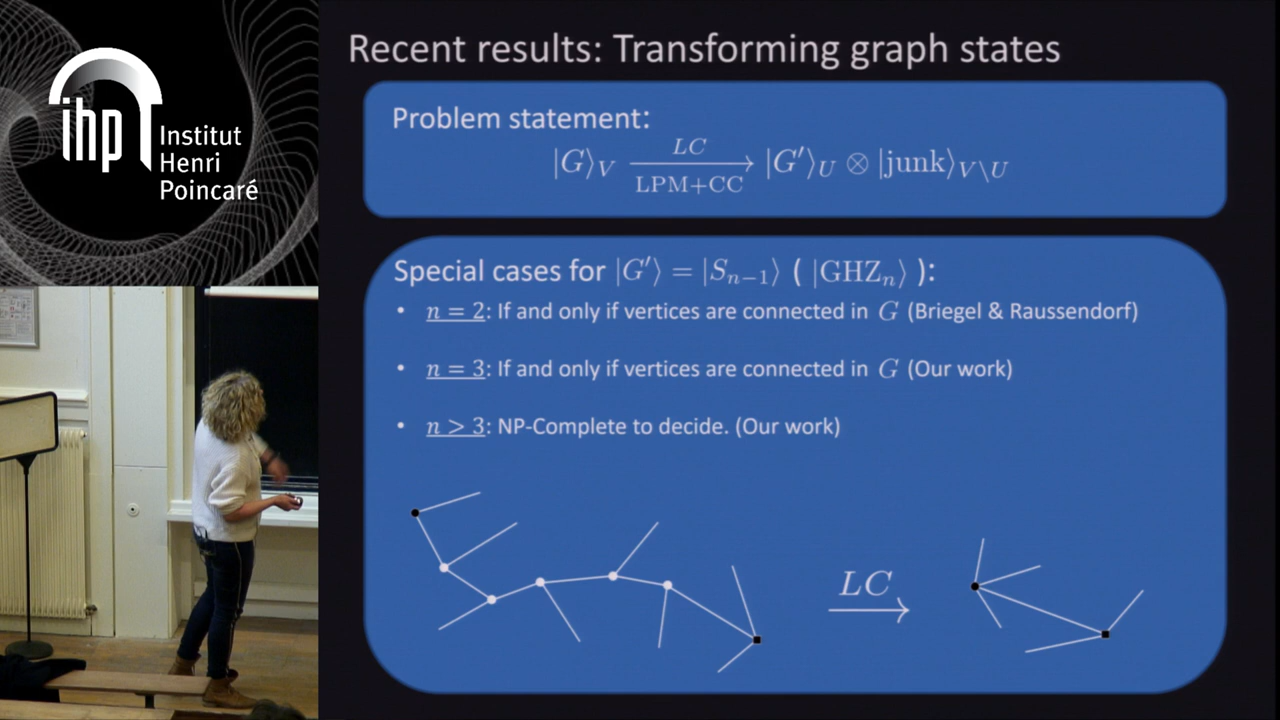 ihp Institut
Henri
Poincaré
Recent results: Transforming graph states
Problem statement:
|G⟩_V \xrightarrow[LPM+CC]{LC} |G'⟩_U ⊗ |junk⟩_{V\U}
Special cases for |G'⟩ = |S_{n−1}⟩ ( |GHZ_n⟩ ):
• n = 2: If and only if vertices are connected in G (Briegel & Raussendorf)
• n = 3: If and only if vertices are connected in G (Our work)
• n > 3: NP-Complete to decide. (Our work)
LC